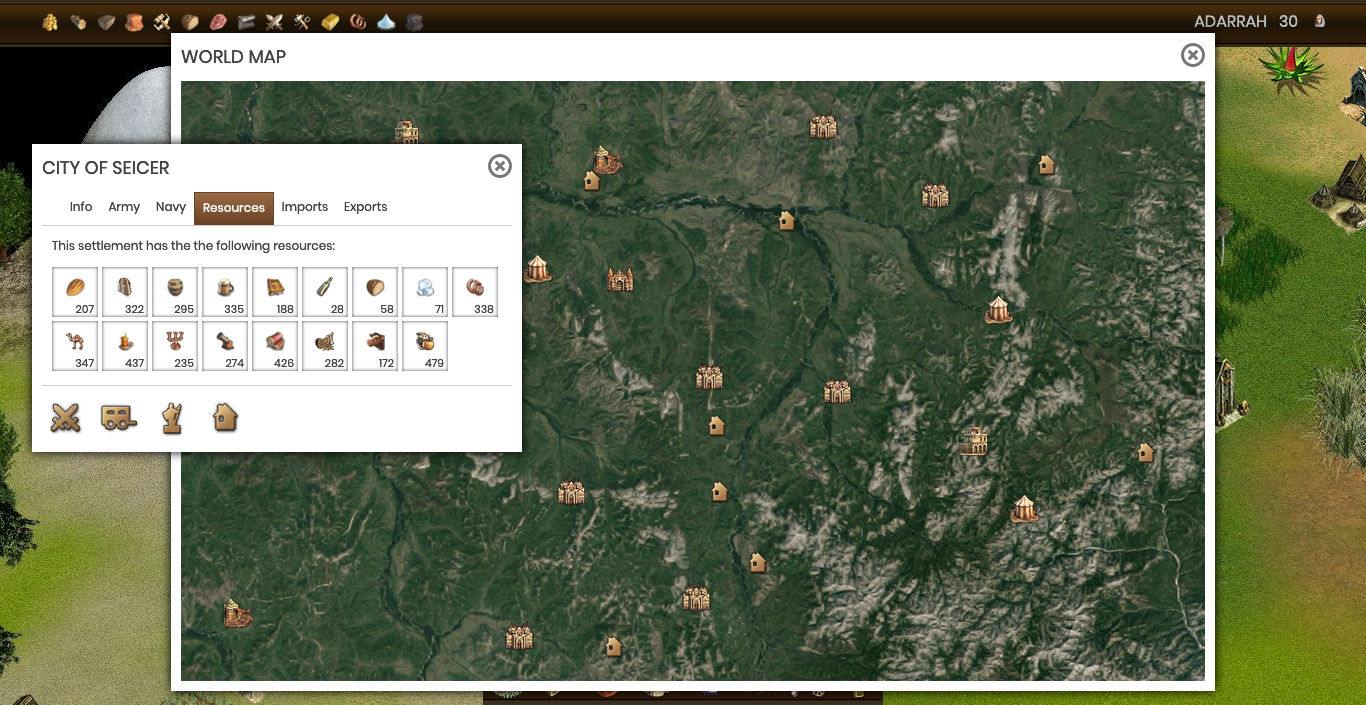 ADARRAH 30
WORLD MAP
CITY OF SEICER
Info Army Navy Resources Imports Exports
This settlement has the the following resources:
207 322 295 335 188 28 58 71 338
347 437 235 274 426 282 172 479